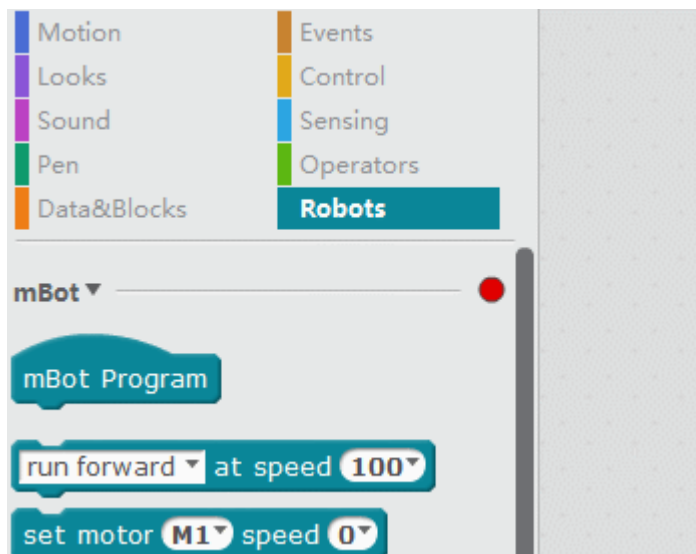 Motion Events
Looks Control
Sound Sensing
Pen Operators
Data&Blocks Robots
mBot
mBot Program
run forward at speed 100
set motor M1 speed 0